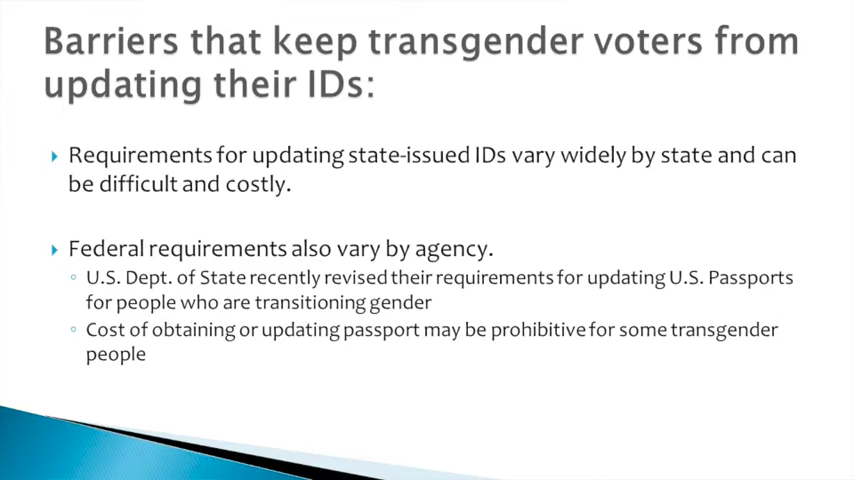 Barriers that keep transgender voters from
updating their IDs:
Requirements for updating state-issued IDs vary widely by state and can
be difficult and costly.
Federal requirements also vary by agency.
U.S. Dept. of State recently revised their requirements for updating U.S. Passports
for people who are transitioning gender
Cost of obtaining or updating passport may be prohibitive for some transgender
people